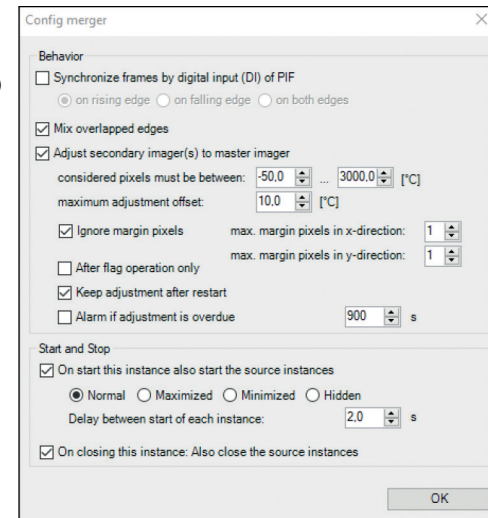 Config merger
Behavior
Synchronize frames by digital input (DI) of PIF
on rising edge on falling edge on both edges
Mix overlapped edges
Adjust secondary imager(s) to master imager
considered pixels must be between: -50,0 ... 3000,0 [°C]
maximum adjustment offset: 10,0 [°C]
Ignore margin pixels max. margin pixels in x-direction: 1
max. margin pixels in y-direction: 1
After flag operation only
Keep adjustment after restart
Alarm if adjustment is overdue 900 s
Start and Stop
On start this instance also start the source instances
Normal Maximized Minimized Hidden
Delay between start of each instance: 2,0 s
On closing this instance: Also close the source instances
OK